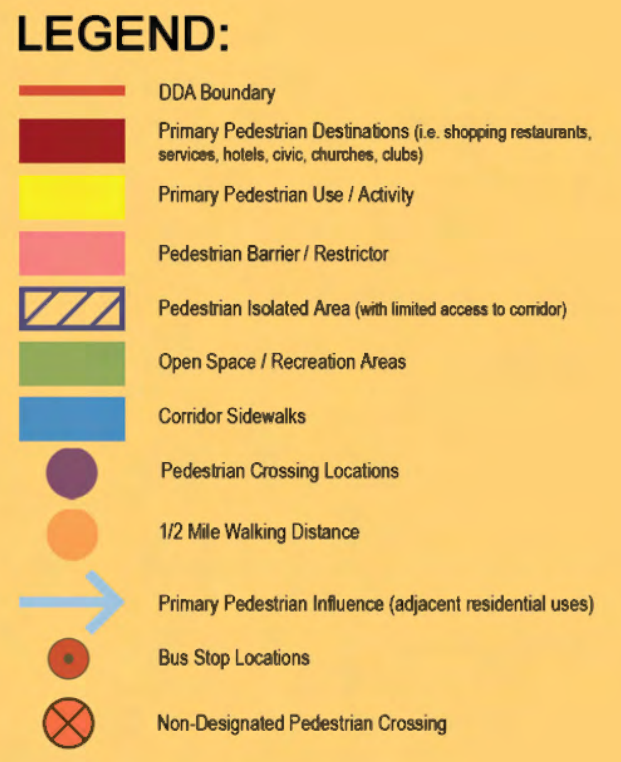 LEGEND:
DDA Boundary
Primary Pedestrian Destinations (i.e. shopping restaurants,
services, hotels, civic, churches, clubs)
Primary Pedestrian Use / Activity
Pedestrian Barrier / Restrictor
Pedestrian Isolated Area (with limited access to corridor)
Open Space / Recreation Areas
Corridor Sidewalks
Pedestrian Crossing Locations
1/2 Mile Walking Distance
Primary Pedestrian Influence (adjacent residential uses)
Bus Stop Locations
Non-Designated Pedestrian Crossing